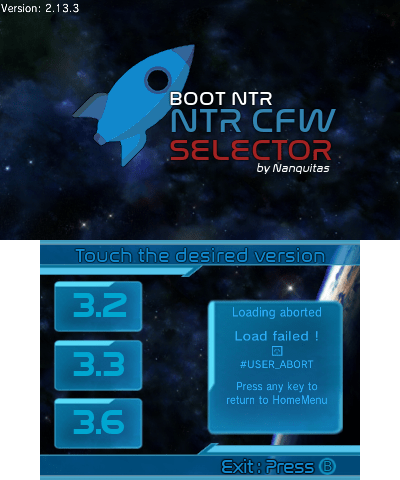 Version: 2.13.3
BOOT NTR
NTR CFW
SELECTOR
by Nanquitas
Touch the desired version
3.2
3.3
3.6
Loading aborted
Load failed !
#USER_ABORT
Press any key to
return to HomeMenu
Exit : Press Ⓑ